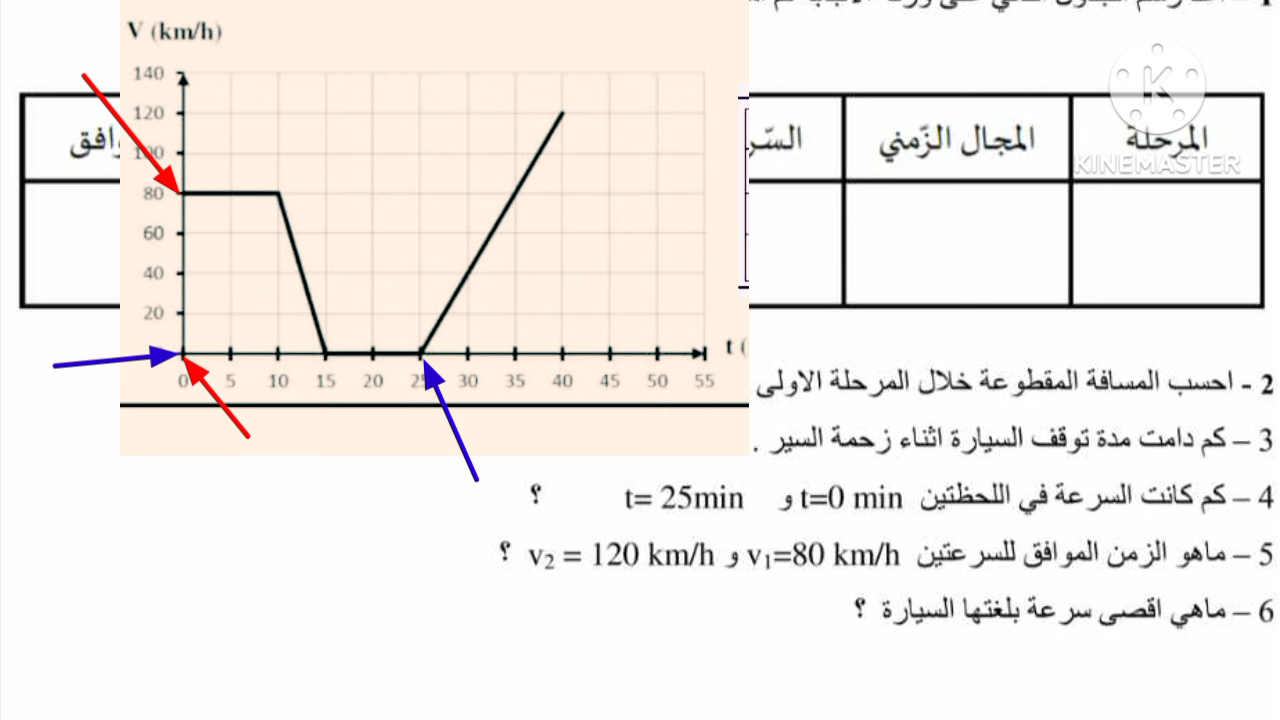 V (km/h)
140
120
100
80
60
40
20
0 5 10 15 20 25 30 35 40 45 50 55
t (
المرحلة المجال الزّمني
KINEMASTER
2 - احسب المسافة المقطوعة خلال المرحلة الاولى
3 – كم دامت مدة توقف السيارة اثناء زحمة السير .
4 – كم كانت السرعة في اللحظتين t=0 min و t= 25min ؟
5 – ماهو الزمن الموافق للسرعتين v₁=80 km/h و v₂ = 120 km/h ؟
6 – ماهي اقصى سرعة بلغتها السيارة ؟